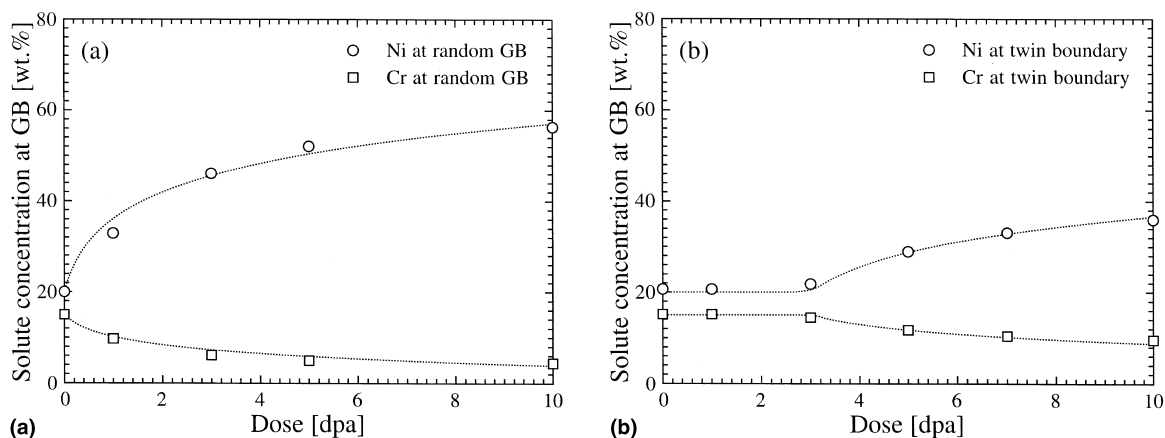 Solute concentration at GB [wt.%]
80
60
40
20
0
(a)
Ni at random GB
Cr at random GB
0 2 4 6 8 10
Dose [dpa]
(a)
Solute concentration at GB [wt.%]
80
60
40
20
0
(b)
Ni at twin boundary
Cr at twin boundary
0 2 4 6 8 10
Dose [dpa]
(b)